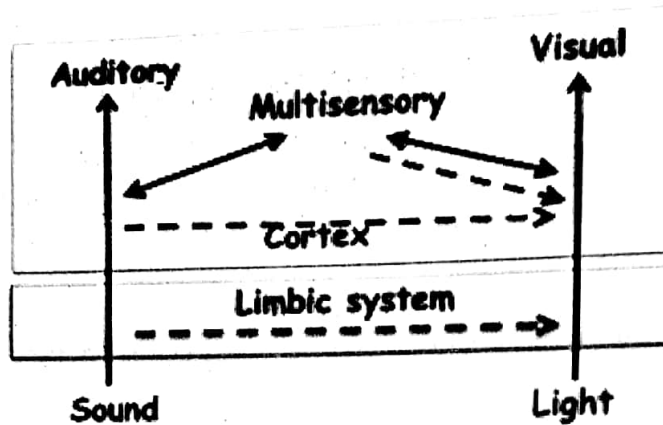 Visual
Auditory
Multisensory
Cortex
Limbic system
Sound
Light